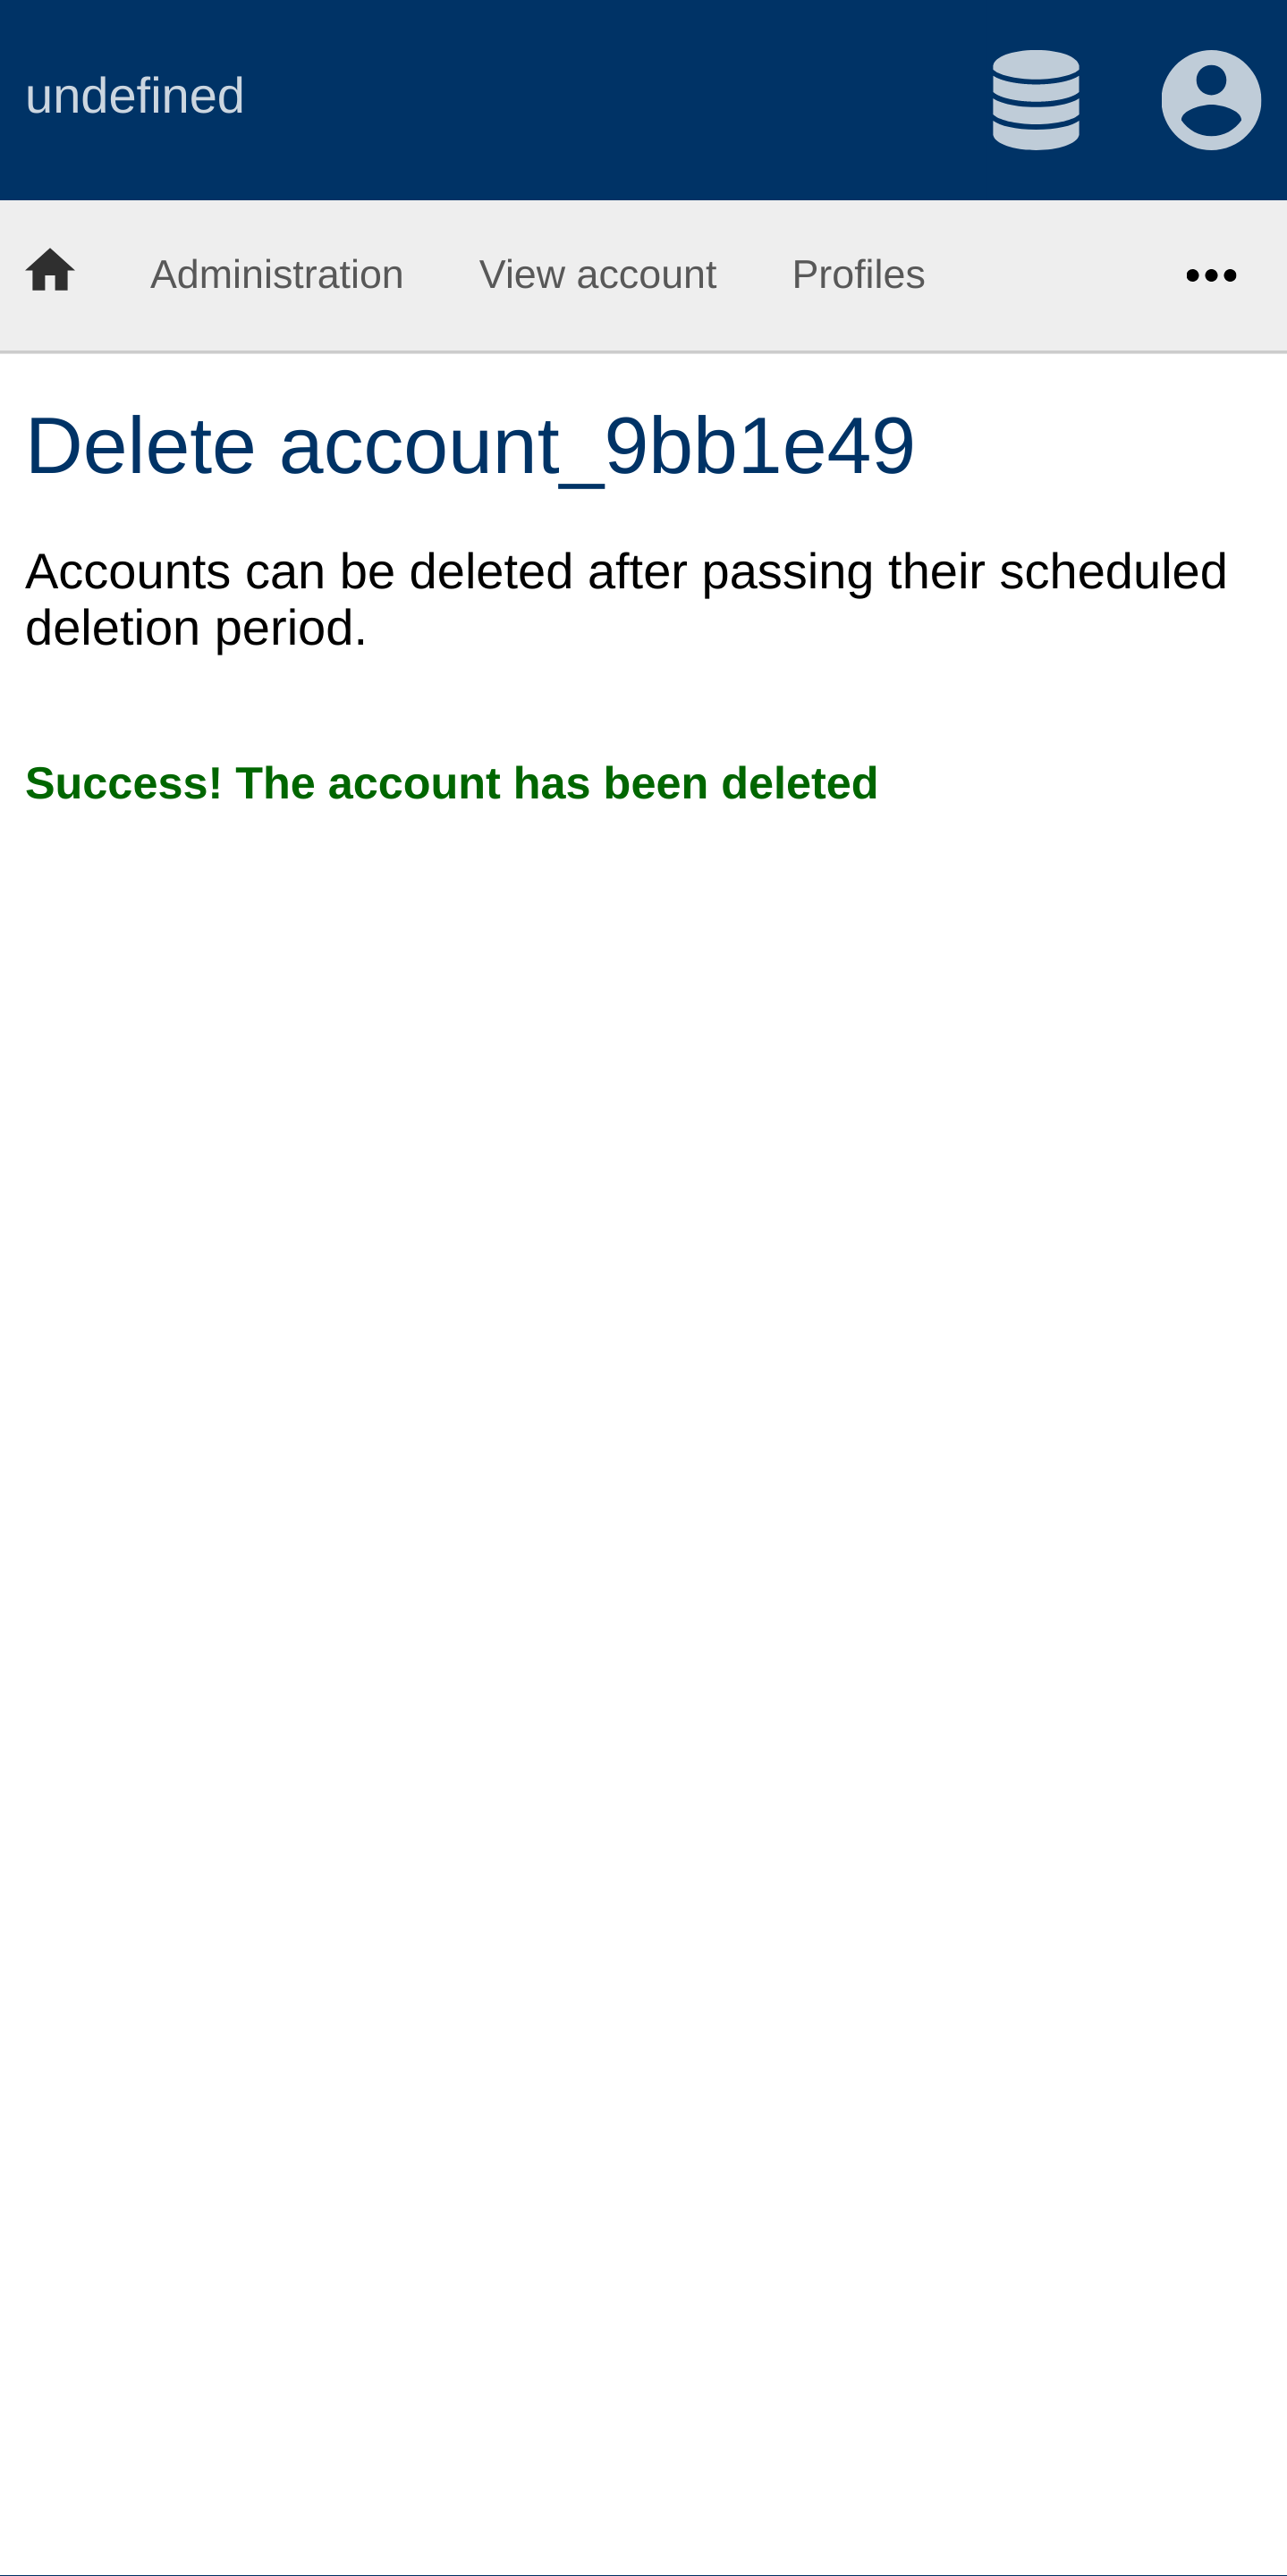 undefined
Administration View account Profiles
Delete account_9bb1e49
Accounts can be deleted after passing their scheduled
deletion period.
Success! The account has been deleted